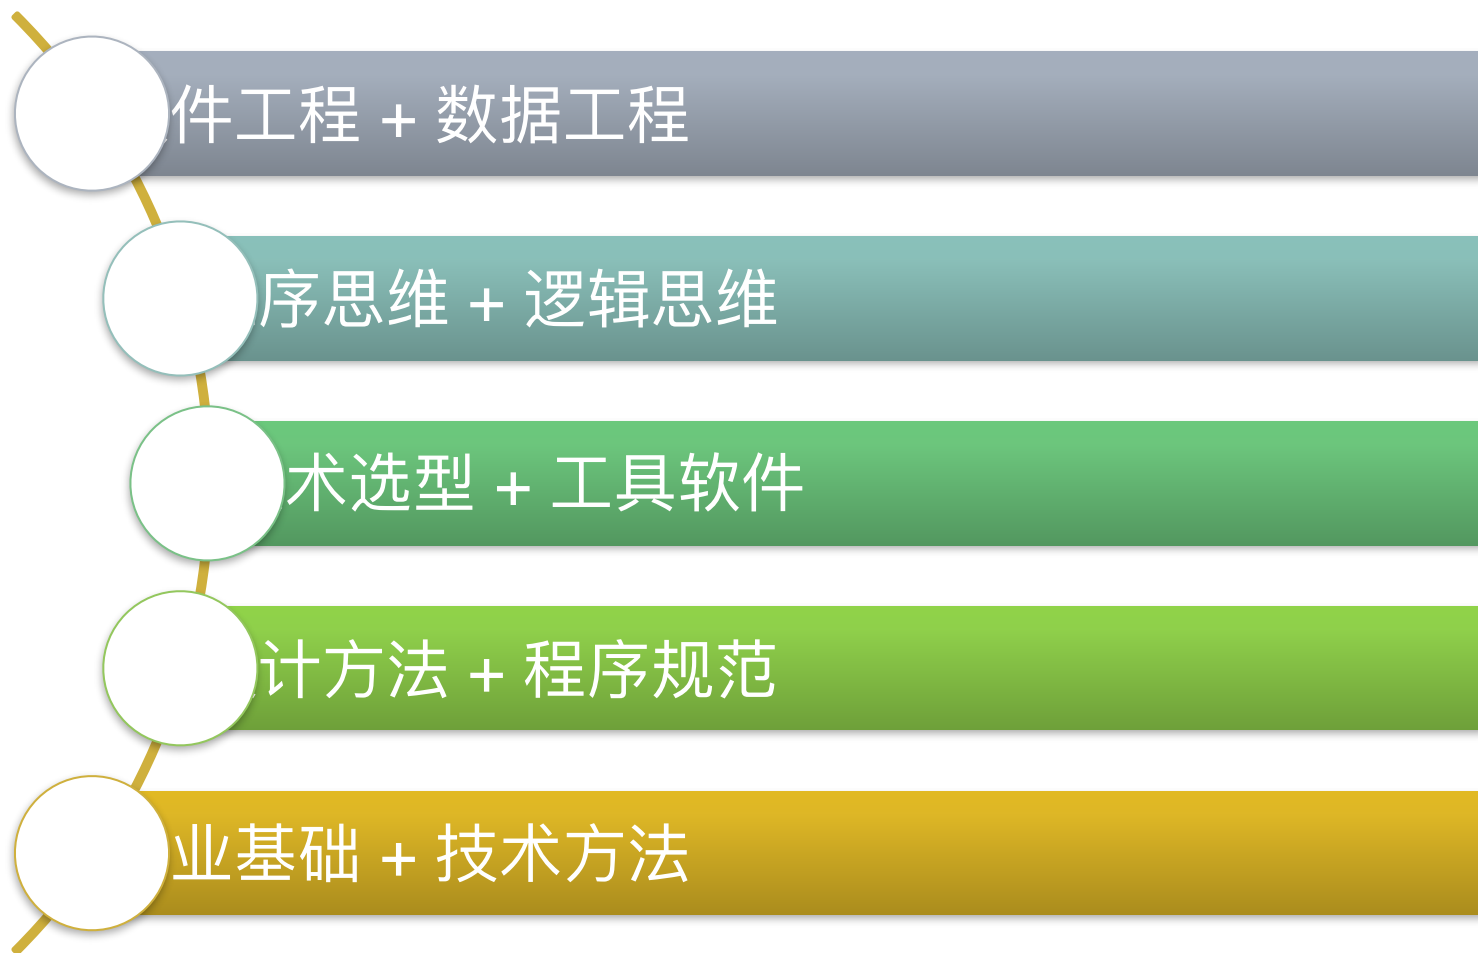 件工程 + 数据工程
序思维 + 逻辑思维
术选型 + 工具软件
计方法 + 程序规范
业基础 + 技术方法